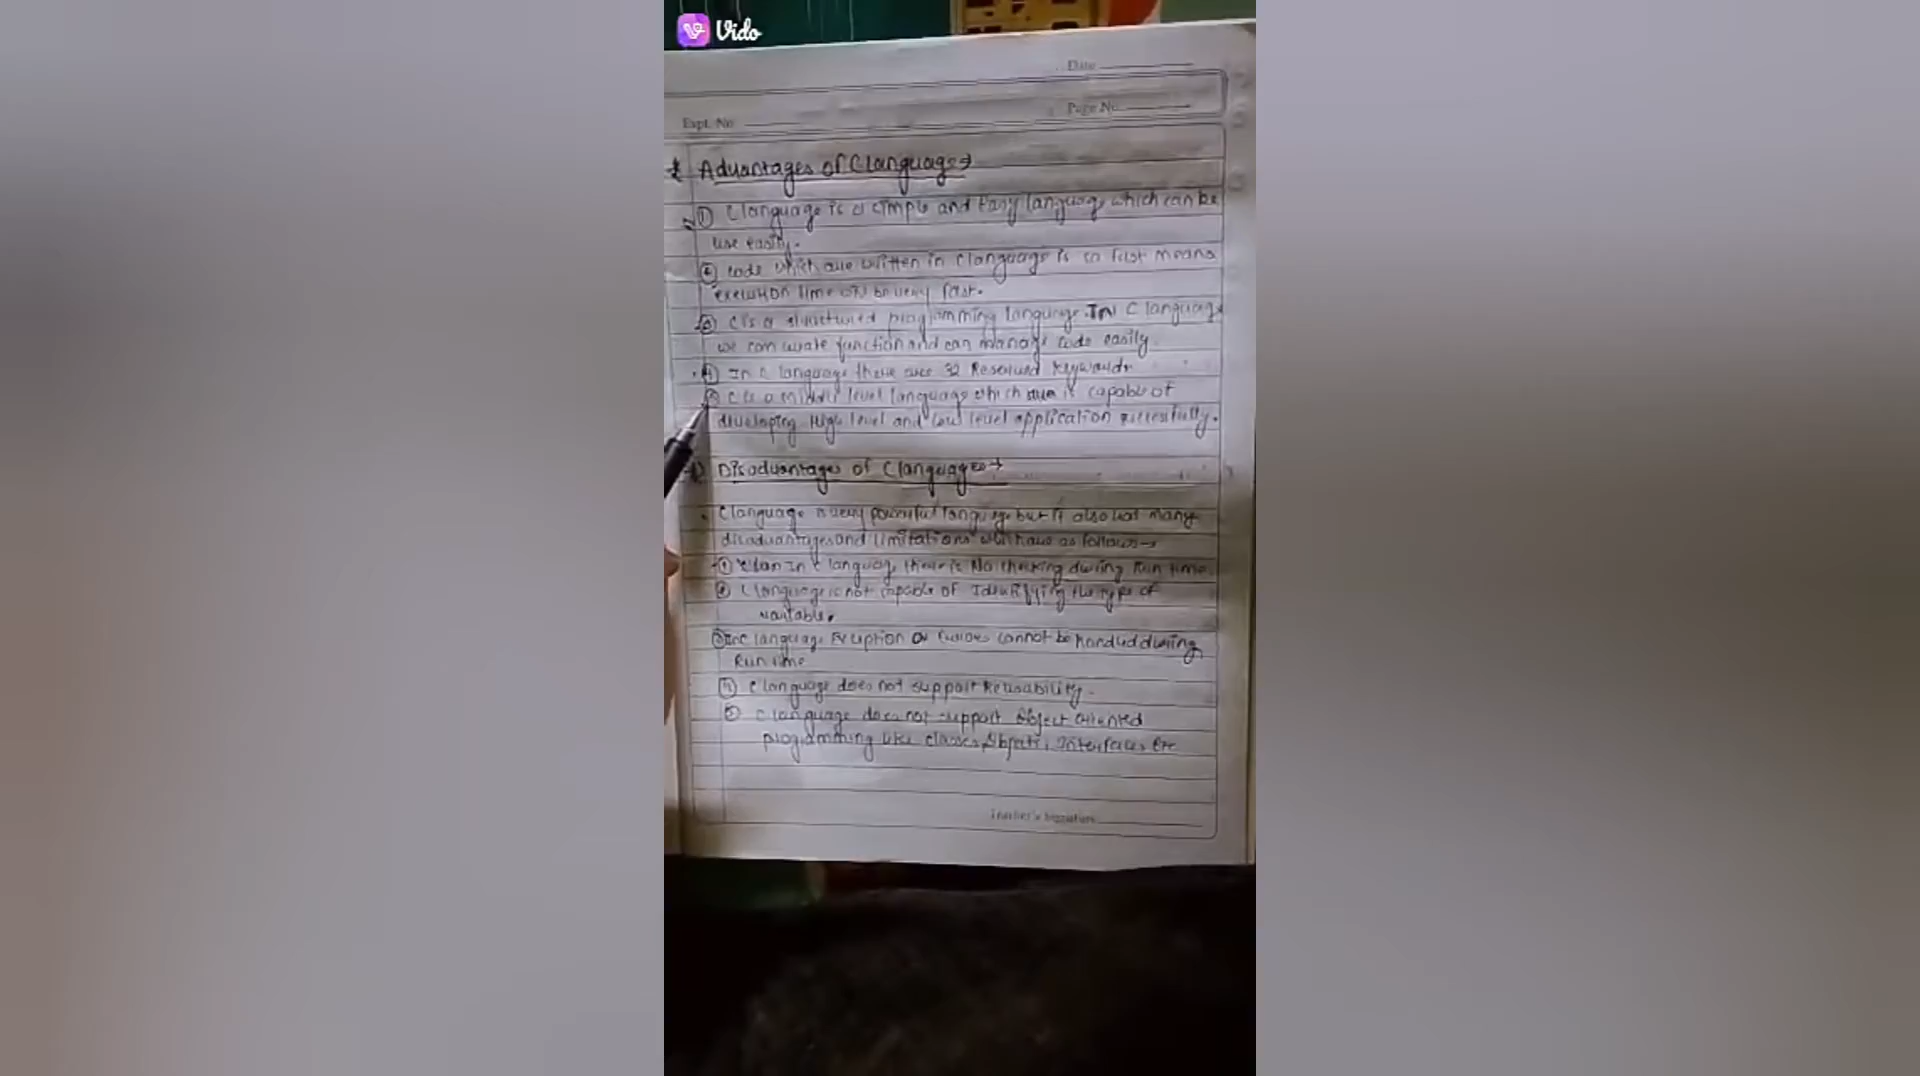 Vido
Date
Page No
Expt. No
Advantages of C language→
① C language is a simple and Easy language which can be
use easily.
② code which are written in C language is so fast means
execution time will be very fast.
③ C is a structured programming language. In C language
we can create function and can manage code easily
④ In C language there are 32 Reserved keywords
⑤ C is a middle level language which are is capable of
developing High level and low level application successfully.
Disadvantages of C language→
C language is very powerful language but it also has many
disadvantages and limitations which are as follows→
① In C language there is No checking during Run time.
② C language is not capable of Identifying the type of
variable.
③ In C language Exception or errors cannot be handled during
Run time
④ C language does not support Reusability.
⑤ C language does not support Object oriented
programming like classes, Objects, Interfaces Etc
Teacher's Signature